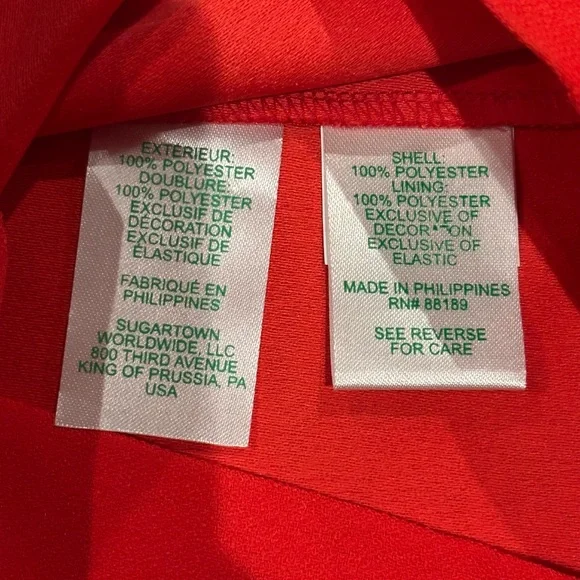 EXTÉRIEUR:
100% POLYESTER
DOUBLURE:
100% POLYESTER
EXCLUSIF DE
DÉCORATION
EXCLUSIF DE
ÉLASTIQUE
FABRIQUÉ EN
PHILIPPINES
SUGARTOWN
WORLDWIDE, LLC
800 THIRD AVENUE
KING OF PRUSSIA, PA
USA
SHELL:
100% POLYESTER
LINING:
100% POLYESTER
EXCLUSIVE OF
DECORATION
EXCLUSIVE OF
ELASTIC
MADE IN PHILIPPINES
RN# 88189
SEE REVERSE
FOR CARE